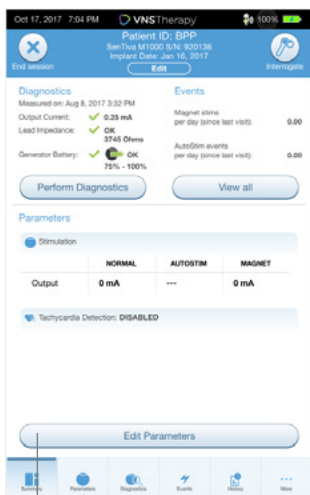 Oct 17, 2017 7:04 PM VNSTherapy 100%
Patient ID: BPP
SenTiva M1000 S/N: 920136
Implant Date: Jan 16, 2017
End session Edit Interrogate
Diagnostics
Measured on: Aug 8, 2017 3:32 PM
Output Current: 0.25 mA
Lead Impedance: OK
3745 Ohms
Generator Battery: OK
75% - 100%
Perform Diagnostics
Events
Magnet stims
per day (since last visit): 0.00
AutoStim events
per day (since last visit): 0.00
View all
Parameters
Stimulation
NORMAL AUTOSTIM MAGNET
Output 0 mA --- 0 mA
Tachycardia Detection: DISABLED
Edit Parameters
Summary Parameters Diagnostics Events History More